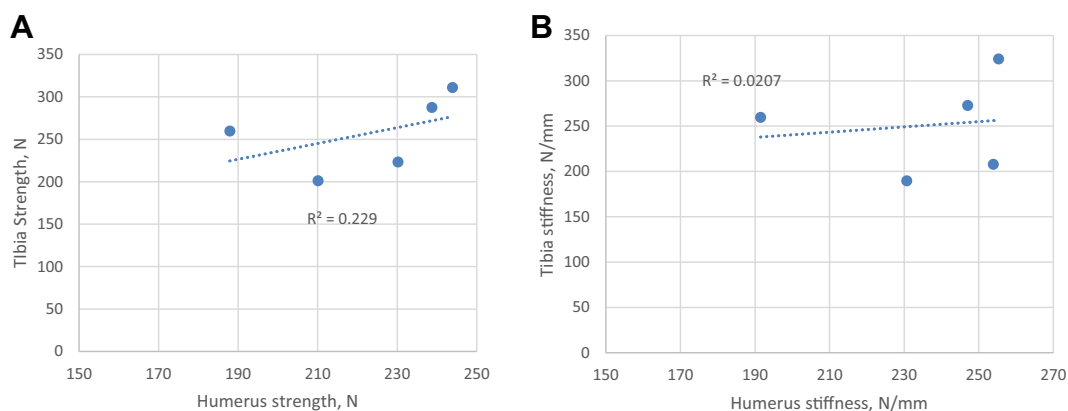 A
TIbia Strength, N
350
300
250
200
150
100
50
0
R² = 0.229
150 170 190 210 230 250
Humerus strength, N
B
Tibia stiffness, N/mm
350
300
250
200
150
100
50
0
R² = 0.0207
150 170 190 210 230 250 270
Humerus stiffness, N/mm